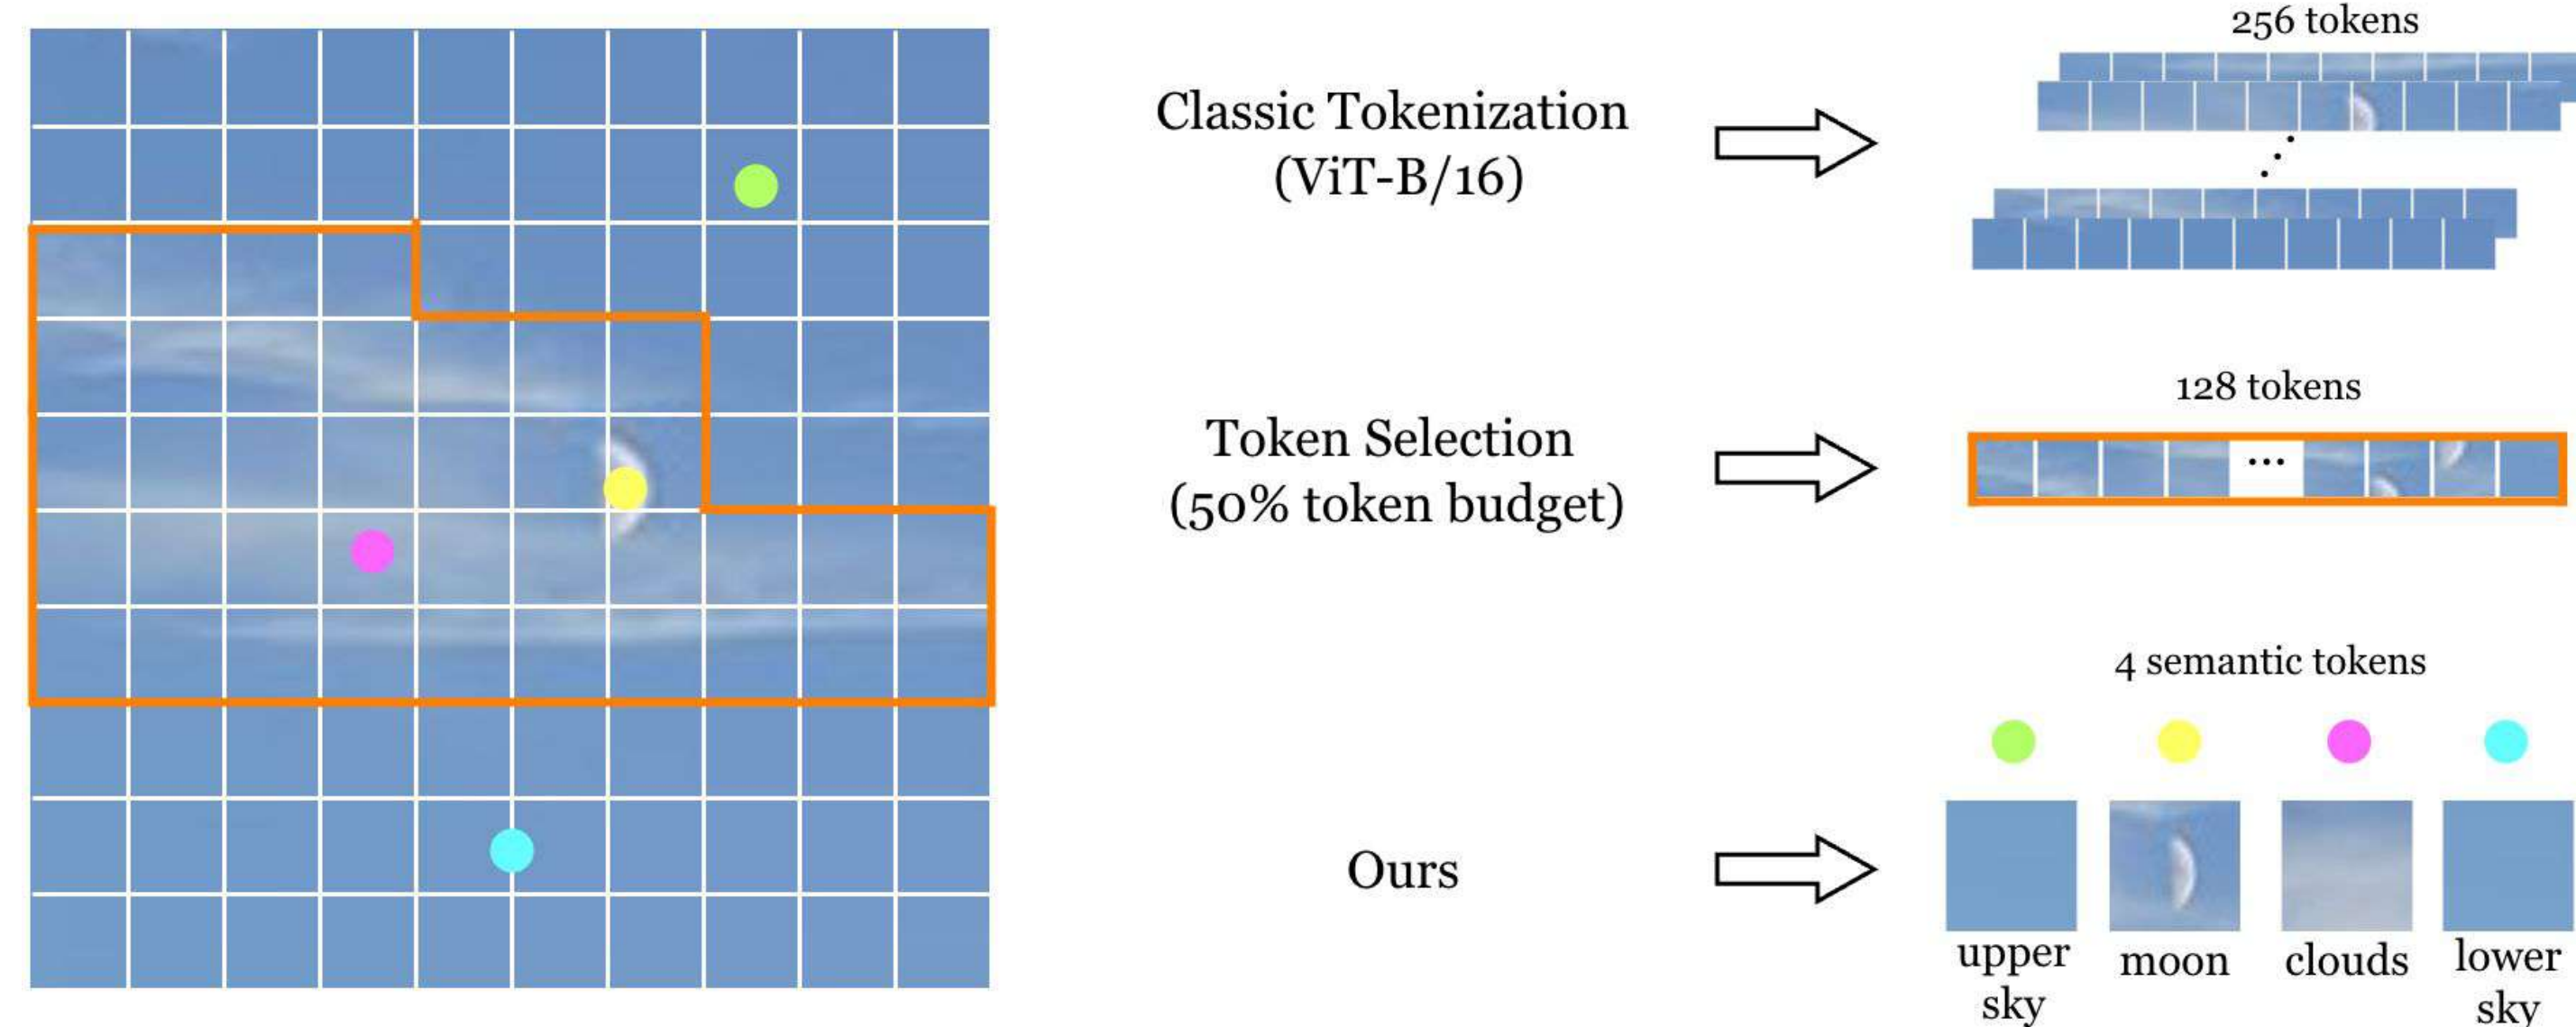 256 tokens
Classic Tokenization
(ViT-B/16)
128 tokens
Token Selection
(50% token budget)
4 semantic tokens
Ours
upper
sky
moon
clouds
lower
sky